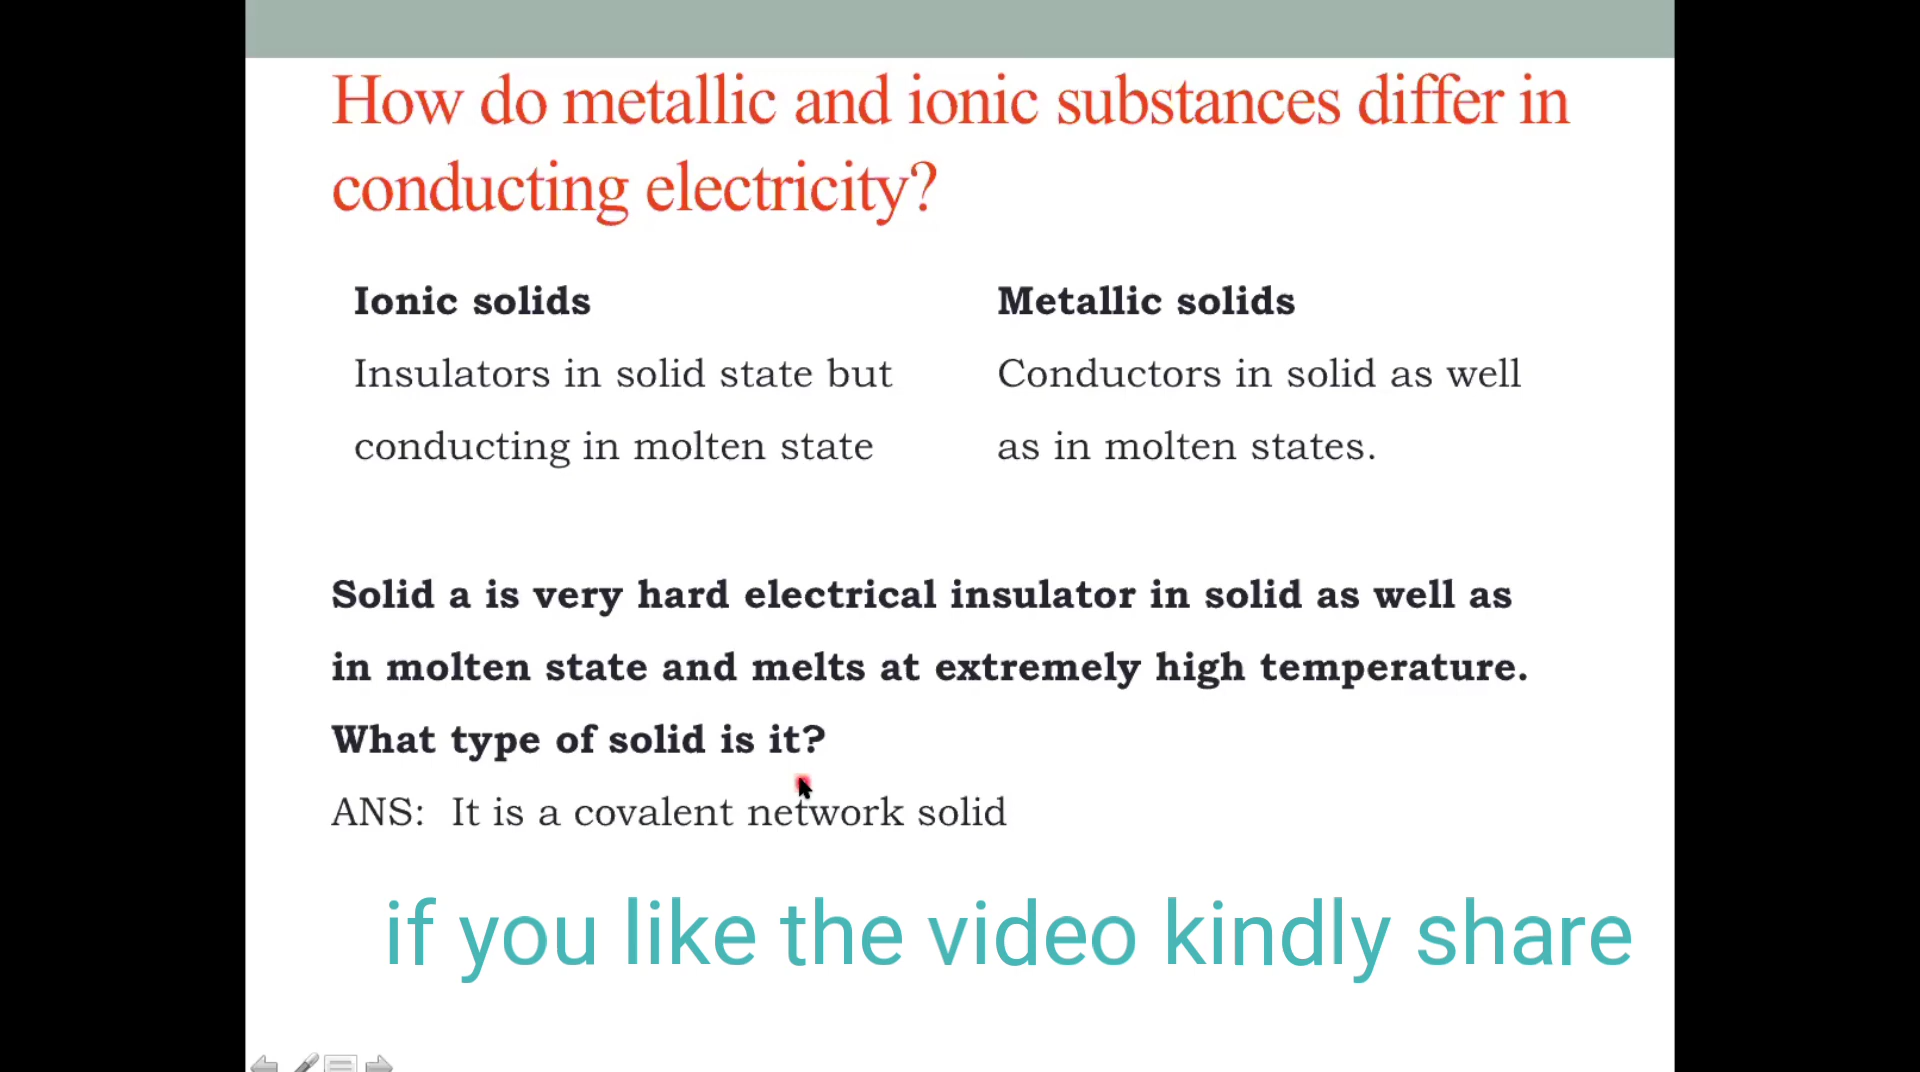 How do metallic and ionic substances differ in
conducting electricity?
Ionic solids
Insulators in solid state but
conducting in molten state
Metallic solids
Conductors in solid as well
as in molten states.
Solid a is very hard electrical insulator in solid as well as
in molten state and melts at extremely high temperature.
What type of solid is it?
ANS: It is a covalent network solid
if you like the video kindly share